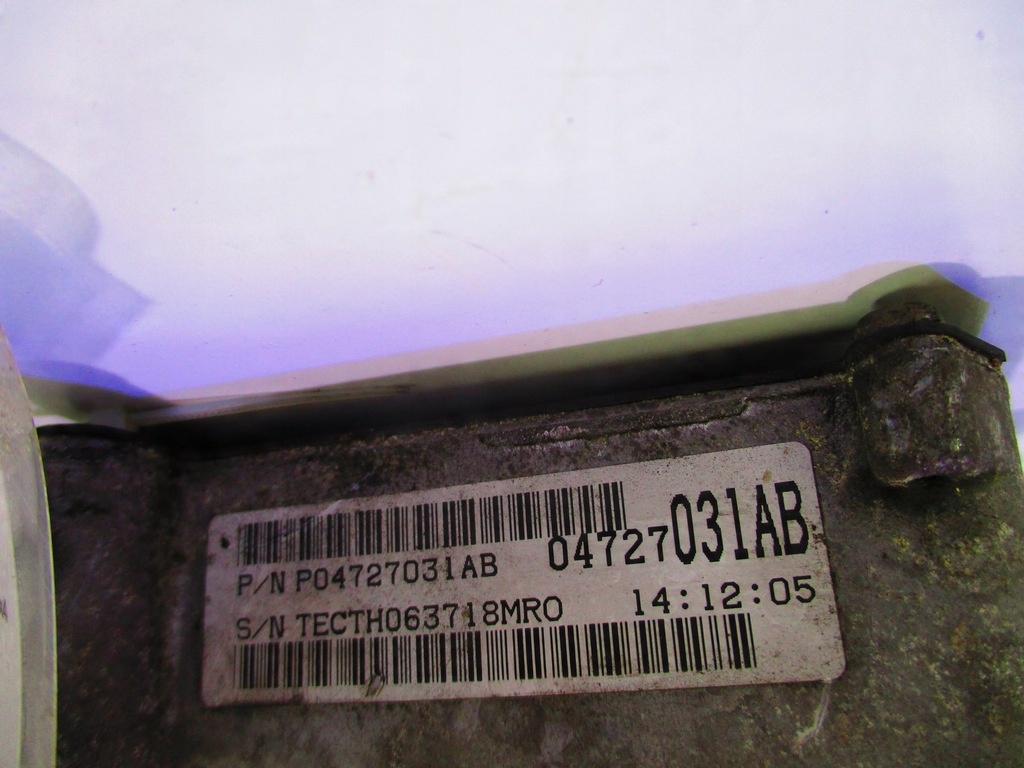 04727031AB
P/N P04727031AB
S/N TECTH063718MRO 14:12:05